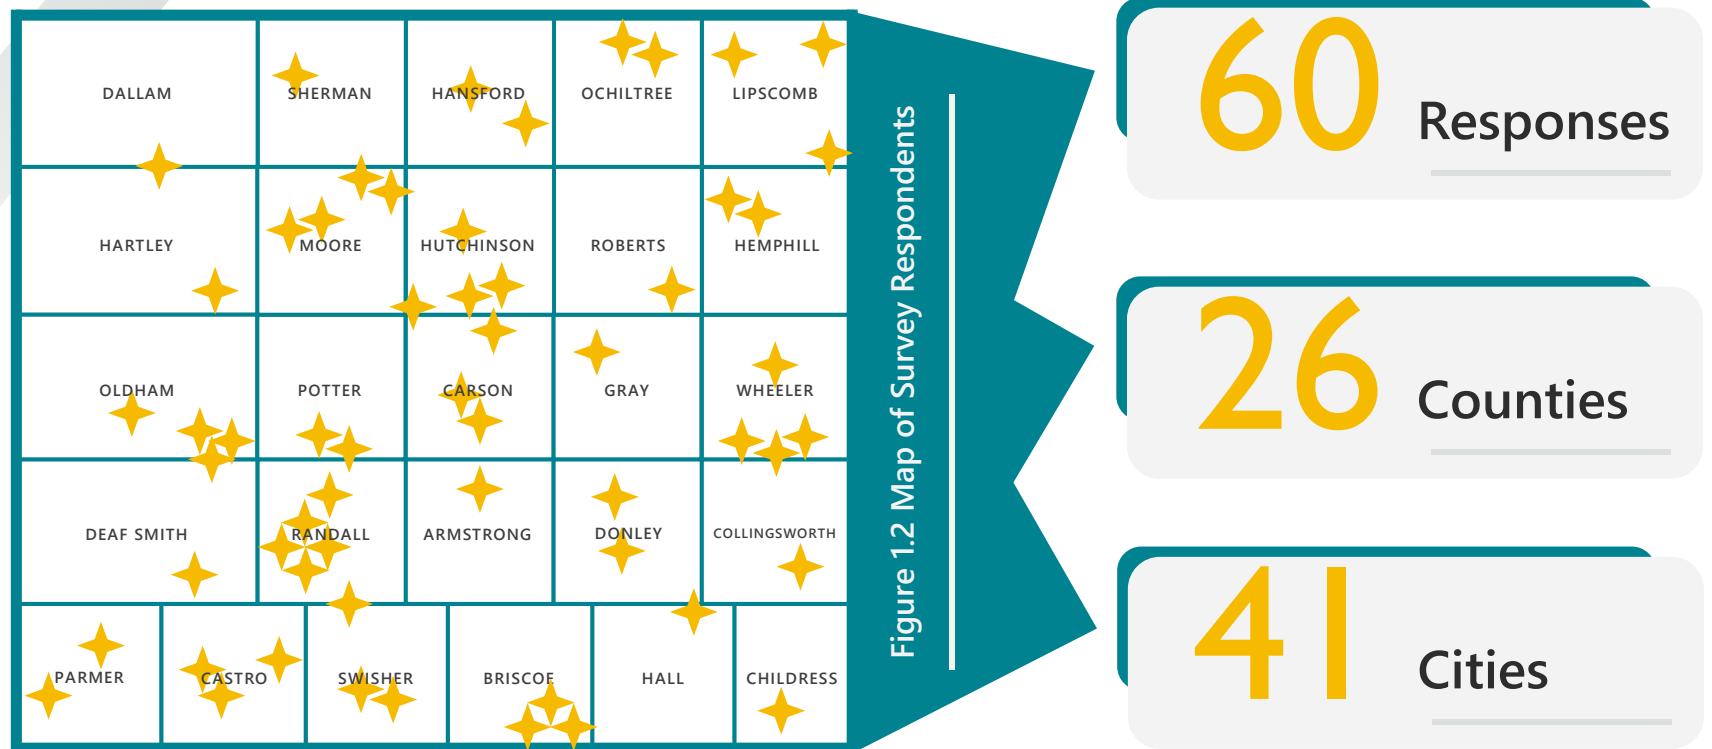 DALLAM
SHERMAN
HANSFORD
OCHILTREE
LIPSCOMB
HARTLEY
MOORE
HUTCHINSON
ROBERTS
HEMPHILL
OLDHAM
POTTER
CARSON
GRAY
WHEELER
DEAF SMITH
RANDALL
ARMSTRONG
DONLEY
COLLINGSWORTH
PARMER
CASTRO
SWISHER
BRISCOE
HALL
CHILDRESS
Figure 1.2 Map of Survey Respondents
60 Responses
26 Counties
41 Cities